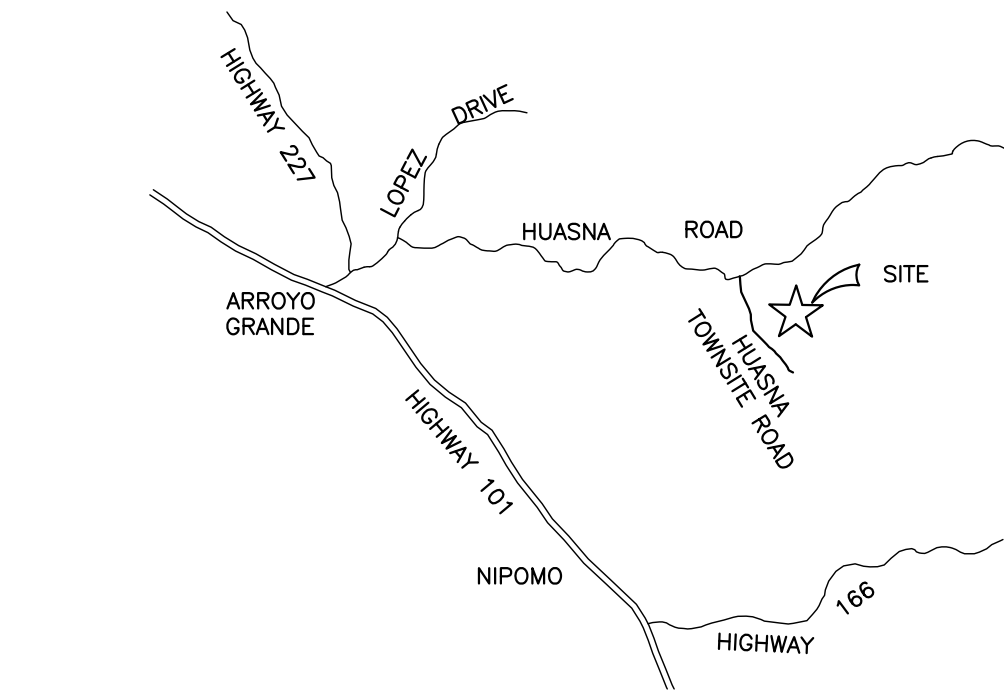 HIGHWAY 227
LOPEZ DRIVE
HUASNA ROAD
SITE
ARROYO
GRANDE
HUASNA
TOWNSITE ROAD
HIGHWAY 101
NIPOMO
HIGHWAY 166